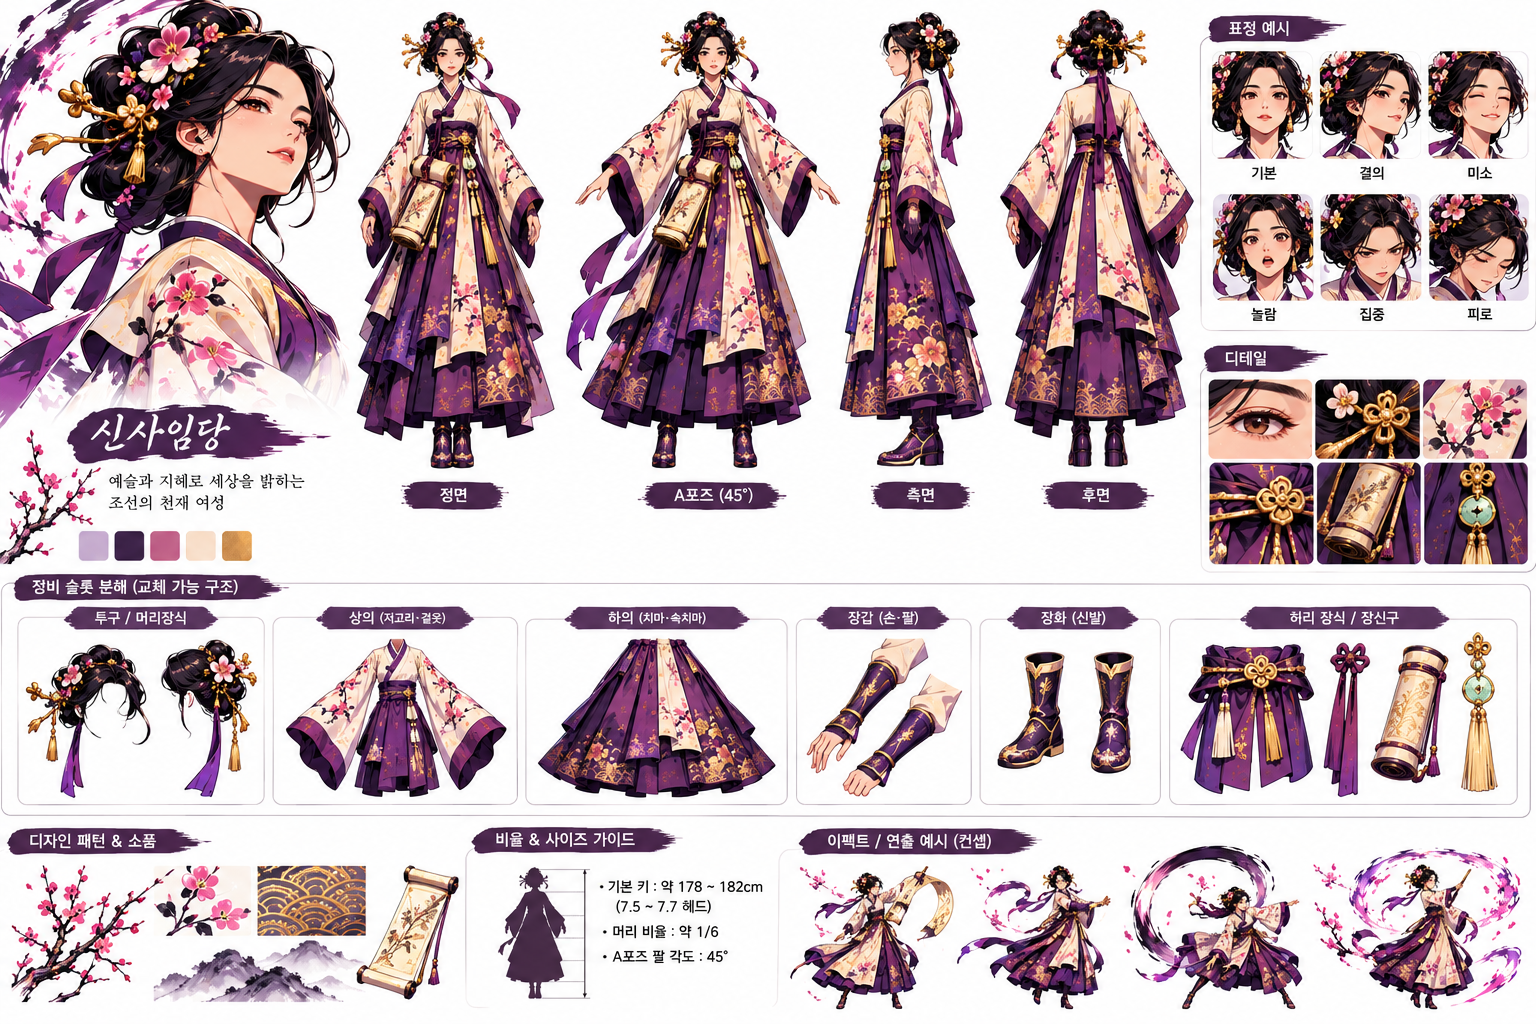 신사임당
예술과 지혜로 세상을 밝하는
조선의 천재 여성
정면
A포즈 (45°)
측면
후면
표정 예시
기본
결의
미소
놀람
집중
피로
디테일
정비 슬롯 분해 (교체 가능 구조)
투구 / 머리장식
상의 (저고리·겉옷)
하의 (치마·속치마)
장갑 (손·팔)
장화 (신발)
허리 장식 / 장신구
디자인 패턴 & 소품
비율 & 사이즈 가이드
• 기본 키 : 약 178 ~ 182cm
(7.5 ~ 7.7 헤드)
• 머리 비율 : 약 1/6
• A포즈 팔 각도 : 45°
이펙트 / 연출 예시 (컨셉)